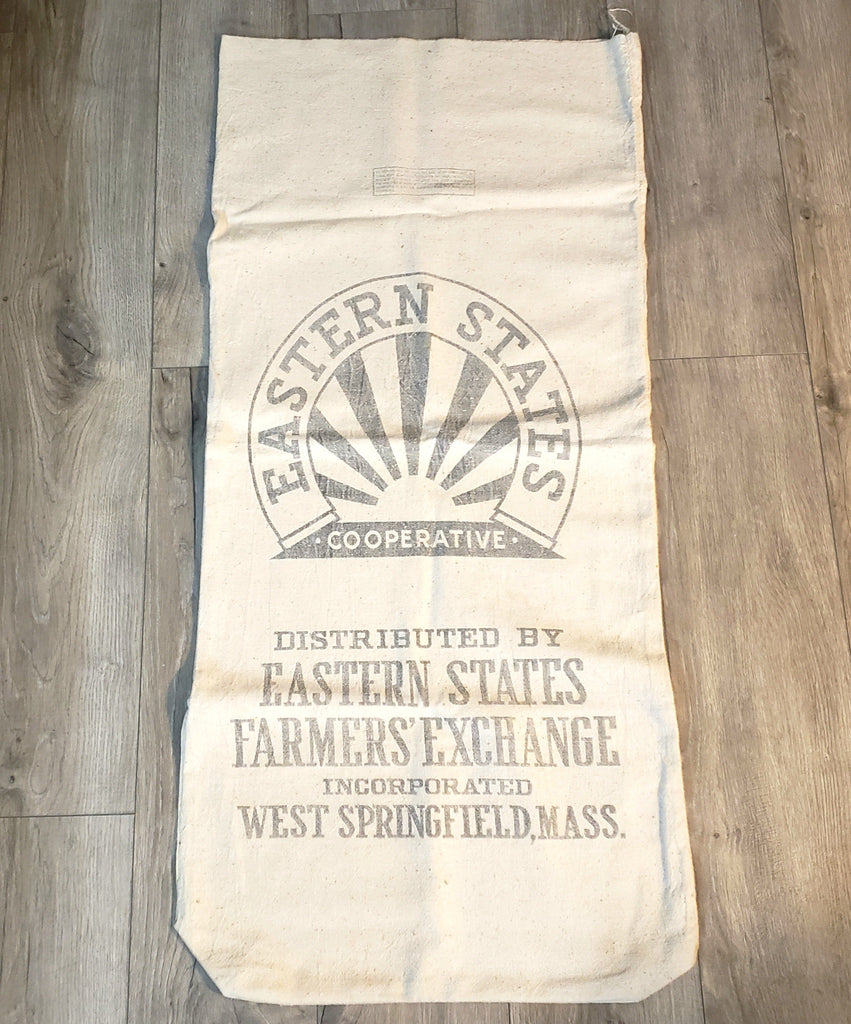 EASTERN STATES
· COOPERATIVE ·
DISTRIBUTED BY
EASTERN STATES
FARMERS' EXCHANGE
INCORPORATED
WEST SPRINGFIELD, MASS.